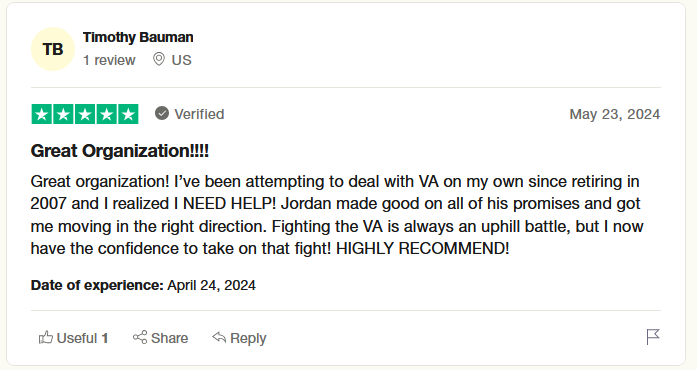 TB
Timothy Bauman
1 review US
Verified
May 23, 2024
Great Organization!!!!
Great organization! I’ve been attempting to deal with VA on my own since retiring in
2007 and I realized I NEED HELP! Jordan made good on all of his promises and got
me moving in the right direction. Fighting the VA is always an uphill battle, but I now
have the confidence to take on that fight! HIGHLY RECOMMEND!
Date of experience: April 24, 2024
Useful 1 Share Reply